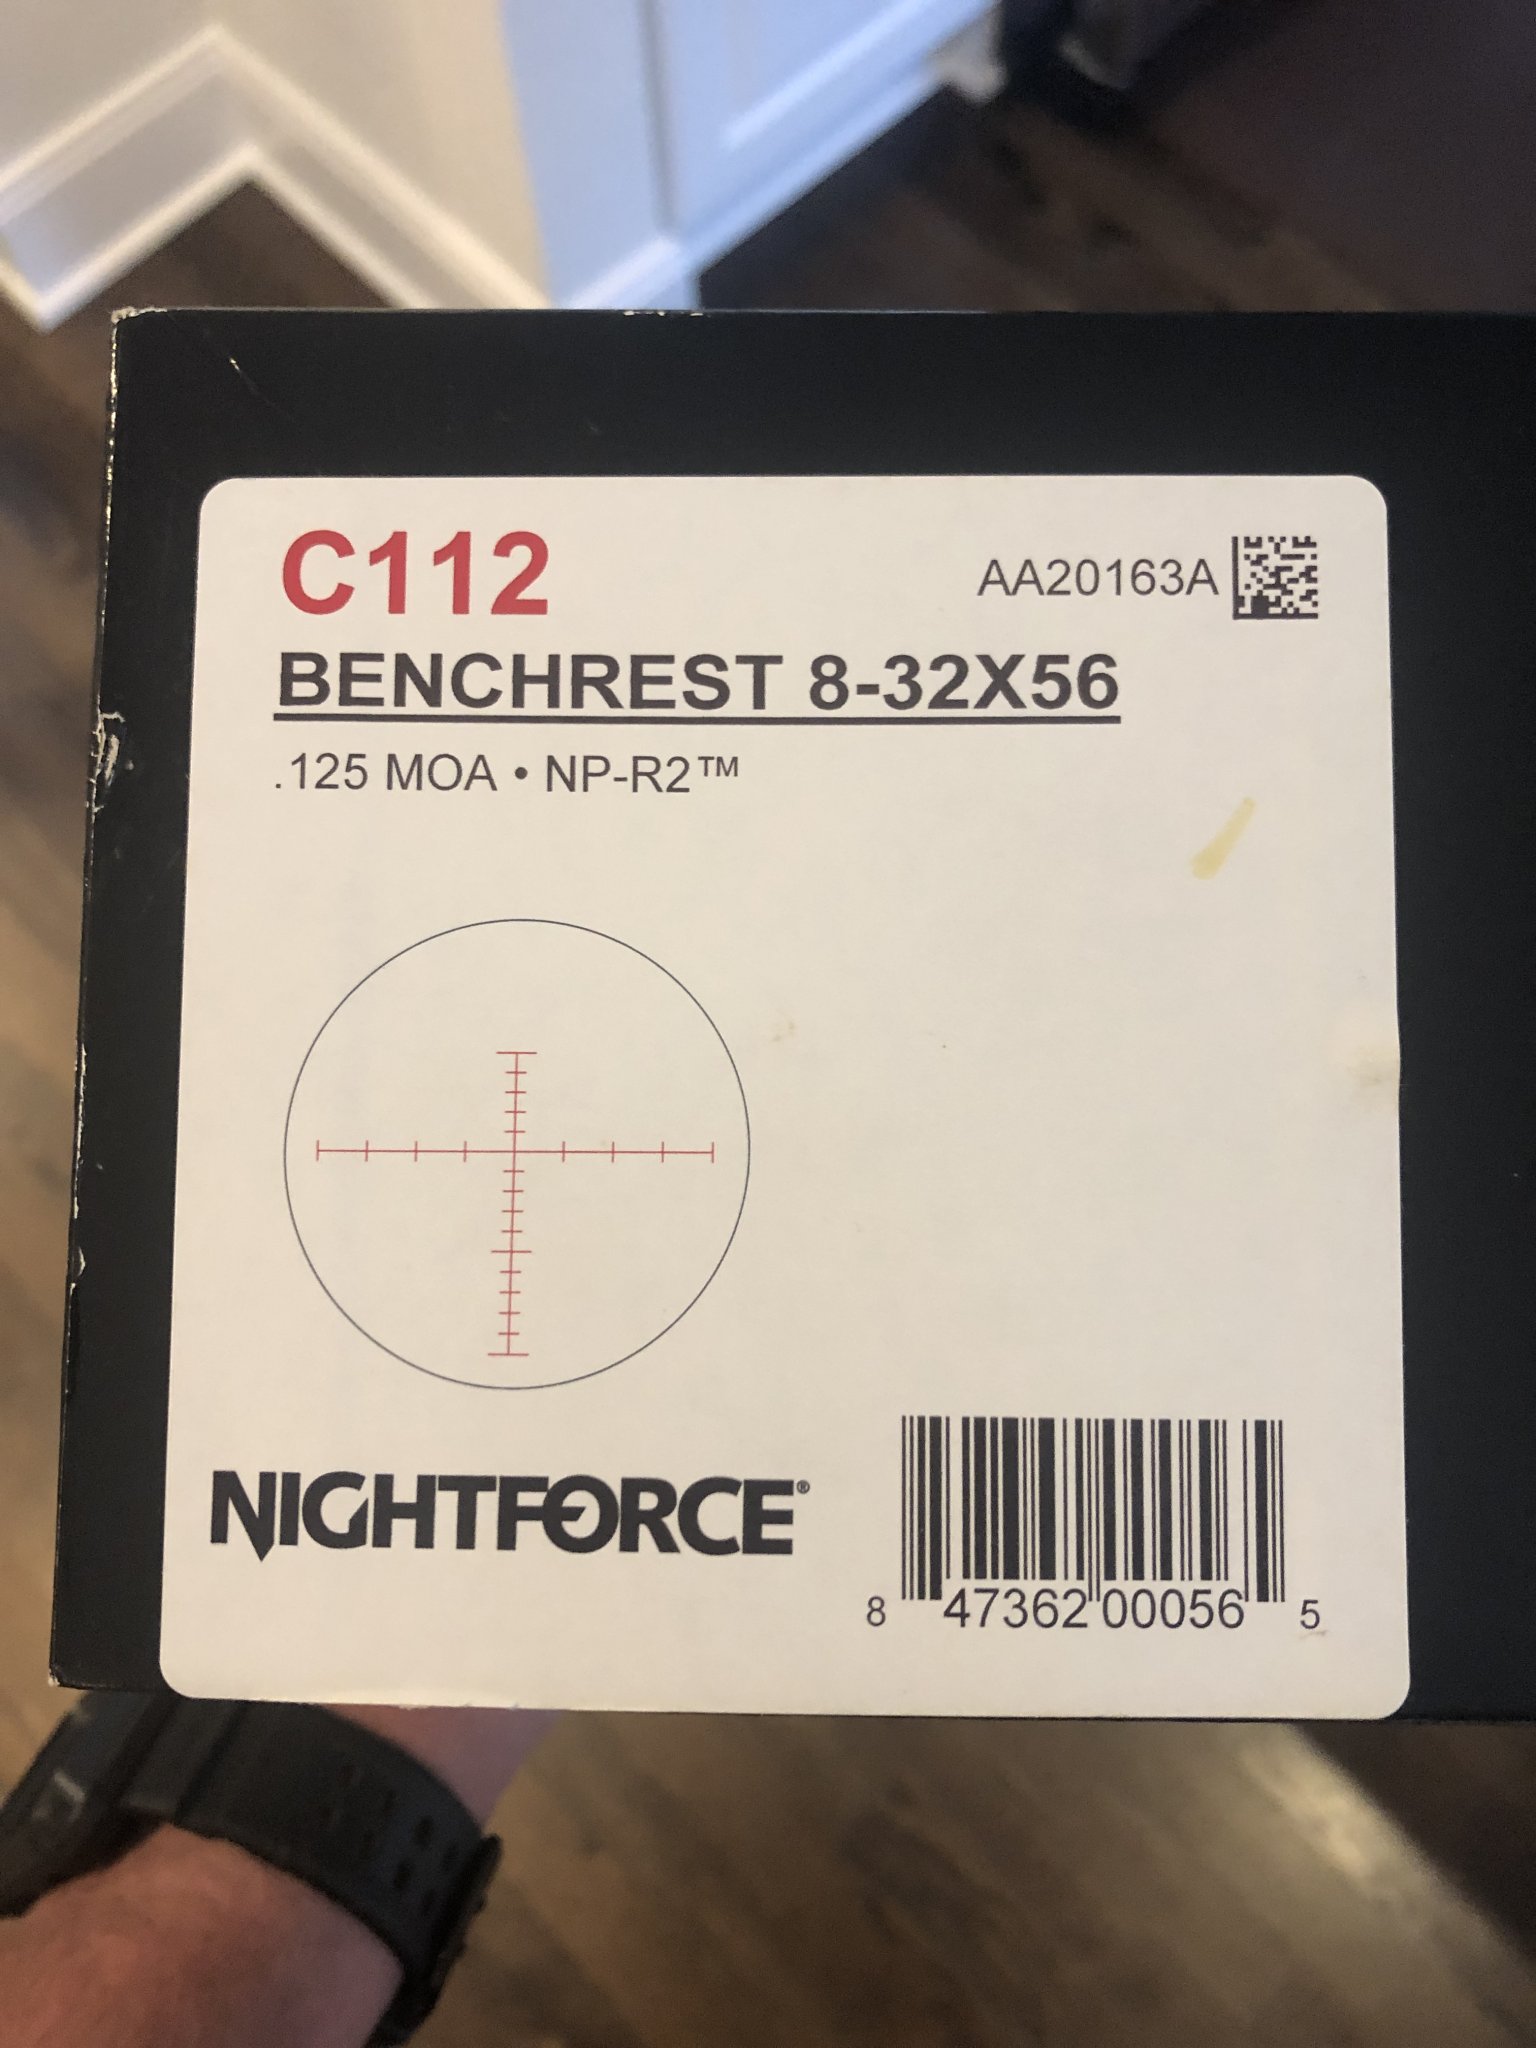 C112
AA20163A
BENCHREST 8-32X56
.125 MOA • NP-R2™
NIGHTFORCE®
8 47362 00056 5